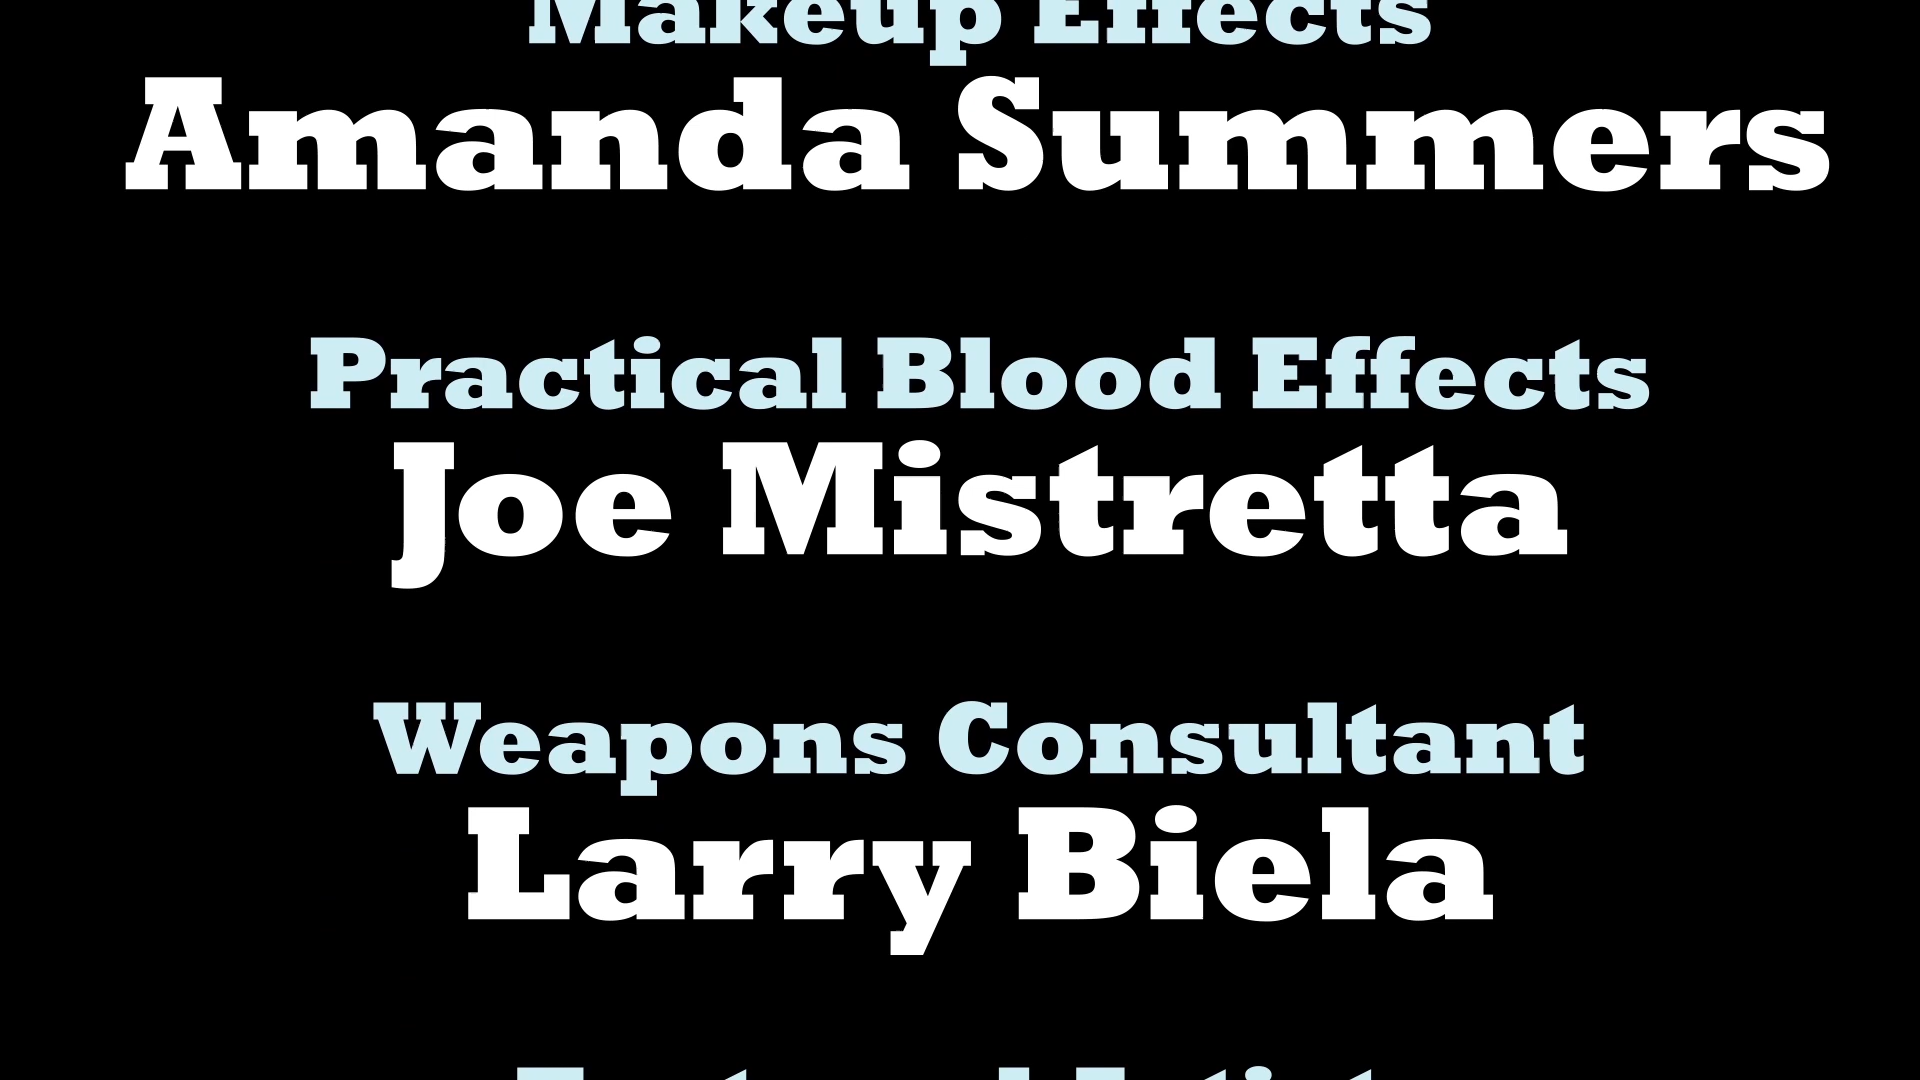 Makeup Effects
Amanda Summers
Practical Blood Effects
Joe Mistretta
Weapons Consultant
Larry Biela